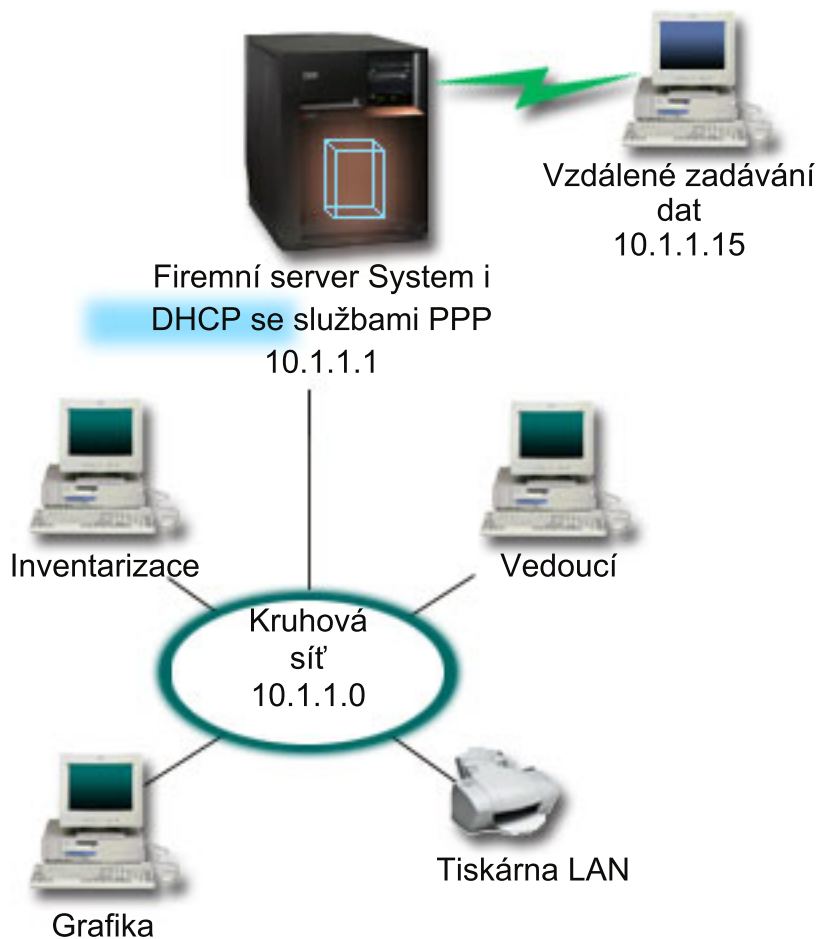 Vzdálené zadávání
dat
10.1.1.15
Firemní server System i
DHCP se službami PPP
10.1.1.1
Inventarizace
Vedoucí
Kruhová
síť
10.1.1.0
Tiskárna LAN
Grafika